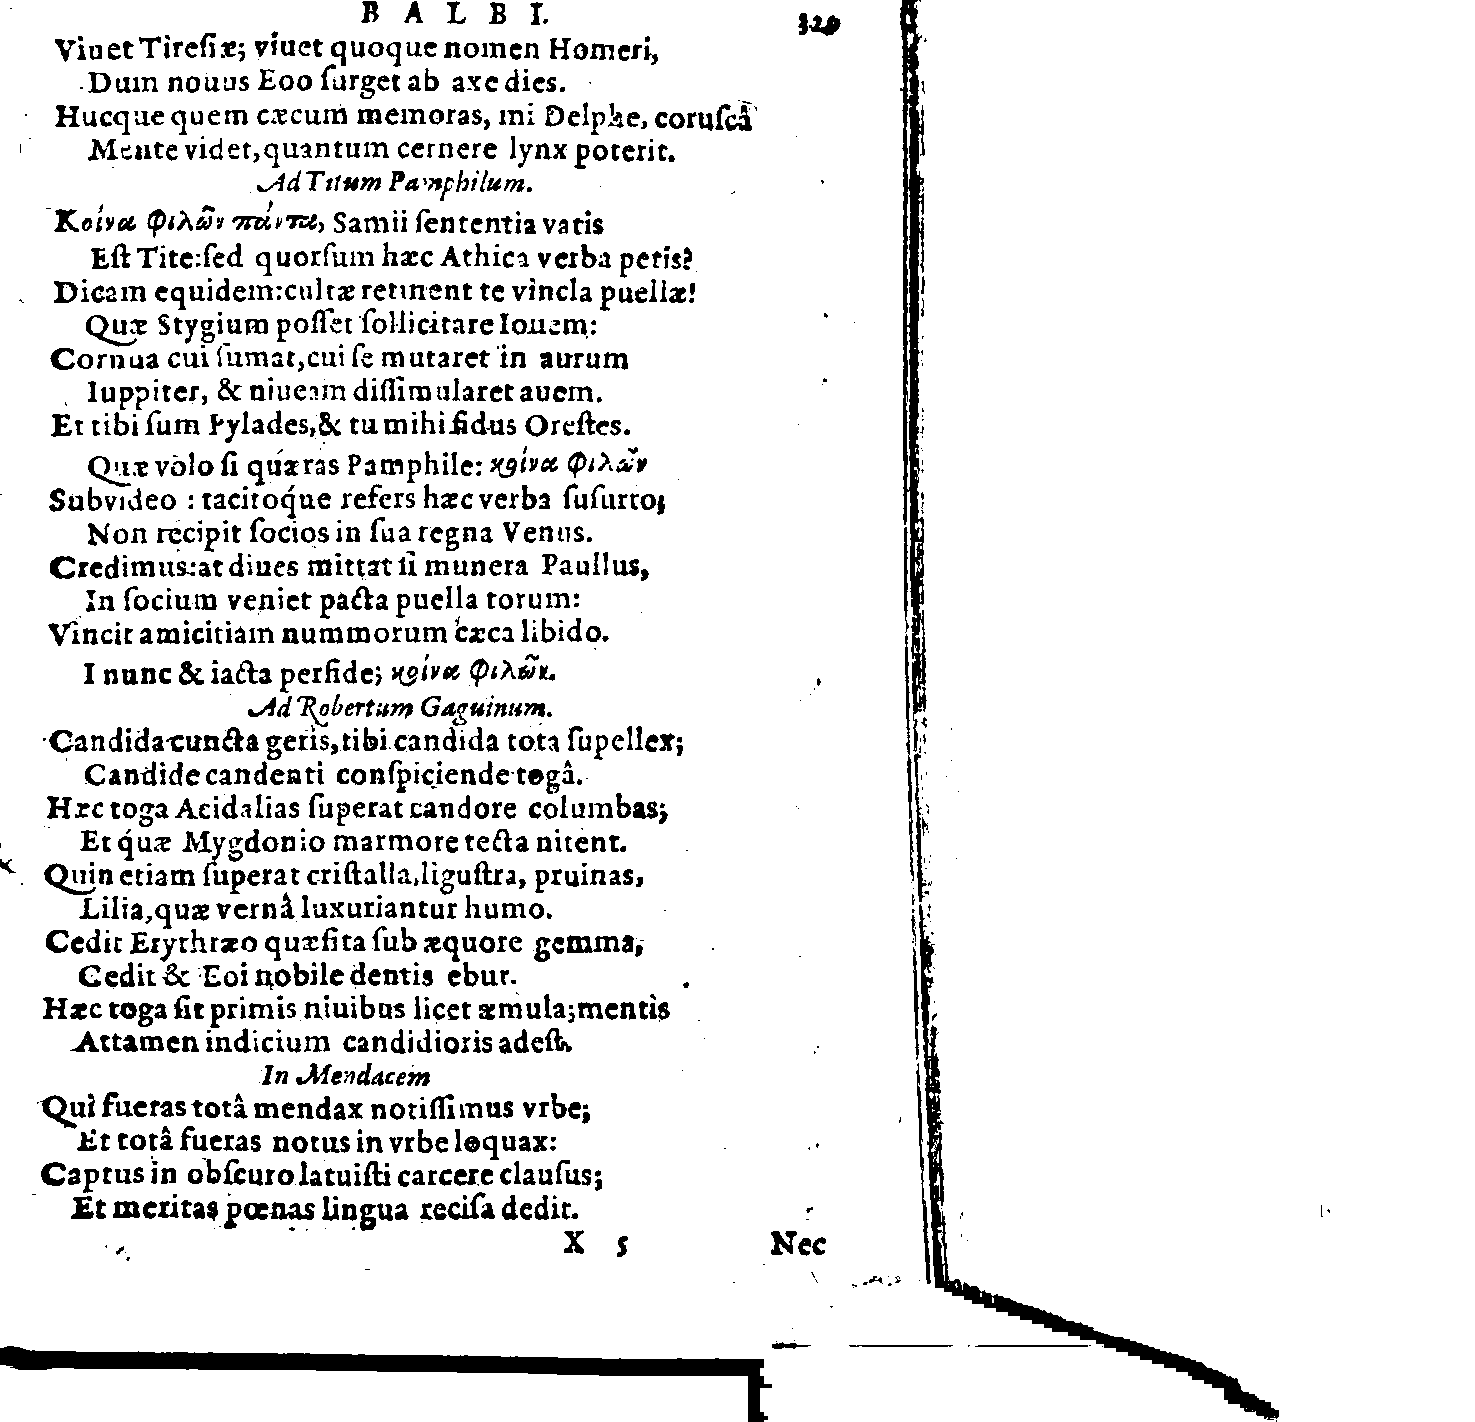 BALBI. 329
Viuet Tiresiæ; viuet quoque nomen Homeri,
Dum nouus Eoo ſurget ab axe dies.
Hucque quem cæcum memoras, mi Delphe, coruſcâ
Mente videt, quantum cernere lynx poterit.
Ad Titum Pamphilum.
Κοίνα φιλῶν πάντα, Samii ſententia vatis
Eſt Tite: ſed quorſum hæc Athica verba petis?
Dicam equidem: cultæ retinent te vincla puellæ!
Quæ Stygium poſſet ſollicitare Iouem:
Cornua cui ſumat, cui ſe mutaret in aurum
Iuppiter, & niueam diſſimularet auem.
Et tibi ſum Pylades, & tu mihi fidus Oreſtes.
Quæ volo ſi quæras Pamphile: κοίνα φιλῶν
Subvideo : tacitoq́ue refers hæc verba ſuſurro;
Non recipit ſocios in ſua regna Venus.
Credimus: at diues mittat ſi munera Paullus,
In ſocium veniet pacta puella torum:
Vincit amicitiam nummorum cæca libido.
I nunc & iacta perfide; κοίνα φιλῶν.
Ad Robertum Gaguinum.
Candida cuncta geris, tibi candida tota ſupellex;
Candide candenti conſpiciende togâ.
Hæc toga Acidalias ſuperat candore columbas;
Et q́uæ Mygdonio marmore tecta nitent.
Quin etiam ſuperat criſtalla, liguſtra, pruinas,
Lilia, quæ vernâ luxuriantur humo.
Cedit Erythræo quæſita ſub æquore gemma,
Cedit & Eoi nobile dentis ebur.
Hæc toga ſit primis niuibus licet æmula; mentis
Attamen indicium candidioris adeſt.
In Mendacem
Qui fueras totâ mendax notiſſimus vrbe;
Et totâ fueras notus in vrbe loquax:
Captus in obſcuro latuiſti carcere clauſus;
Et meritas pœnas lingua reciſa dedit.
X 5 Nec